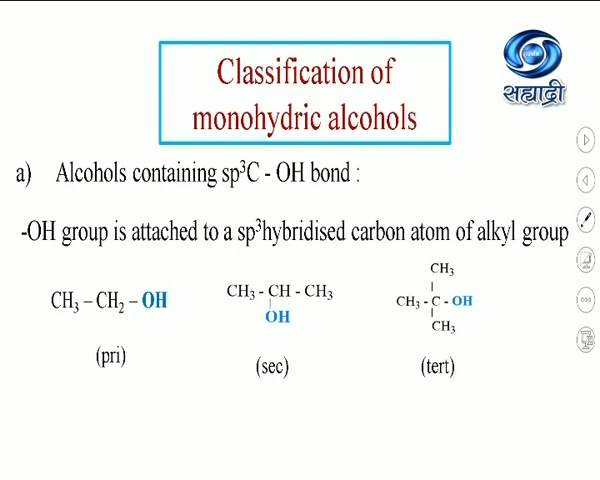 Classification of
monohydric alcohols
सह्याद्री
a) Alcohols containing sp³C - OH bond :
-OH group is attached to a sp³hybridised carbon atom of alkyl group
CH₃ – CH₂ – OH
(pri)
CH₃ - CH - CH₃
OH
(sec)
CH₃
CH₃ - C - OH
CH₃
(tert)